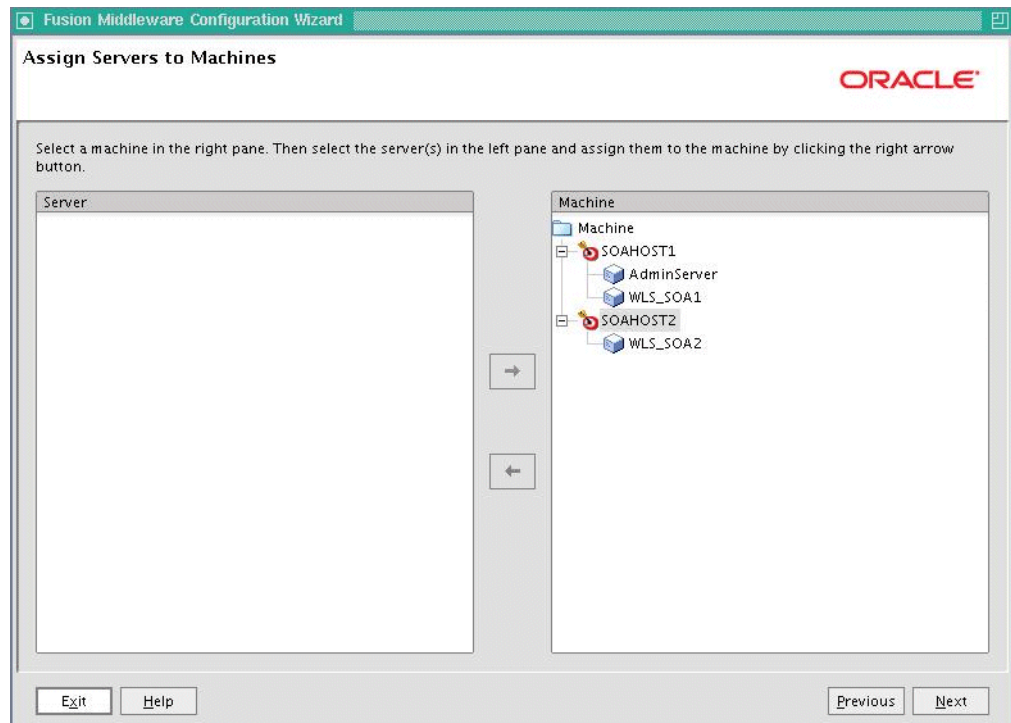 Fusion Middleware Configuration Wizard
Assign Servers to Machines
ORACLE
Select a machine in the right pane. Then select the server(s) in the left pane and assign them to the machine by clicking the right arrow
button.
Server
Machine
Machine
SOAHOST1
AdminServer
WLS_SOA1
SOAHOST2
WLS_SOA2
Exit
Help
Previous
Next